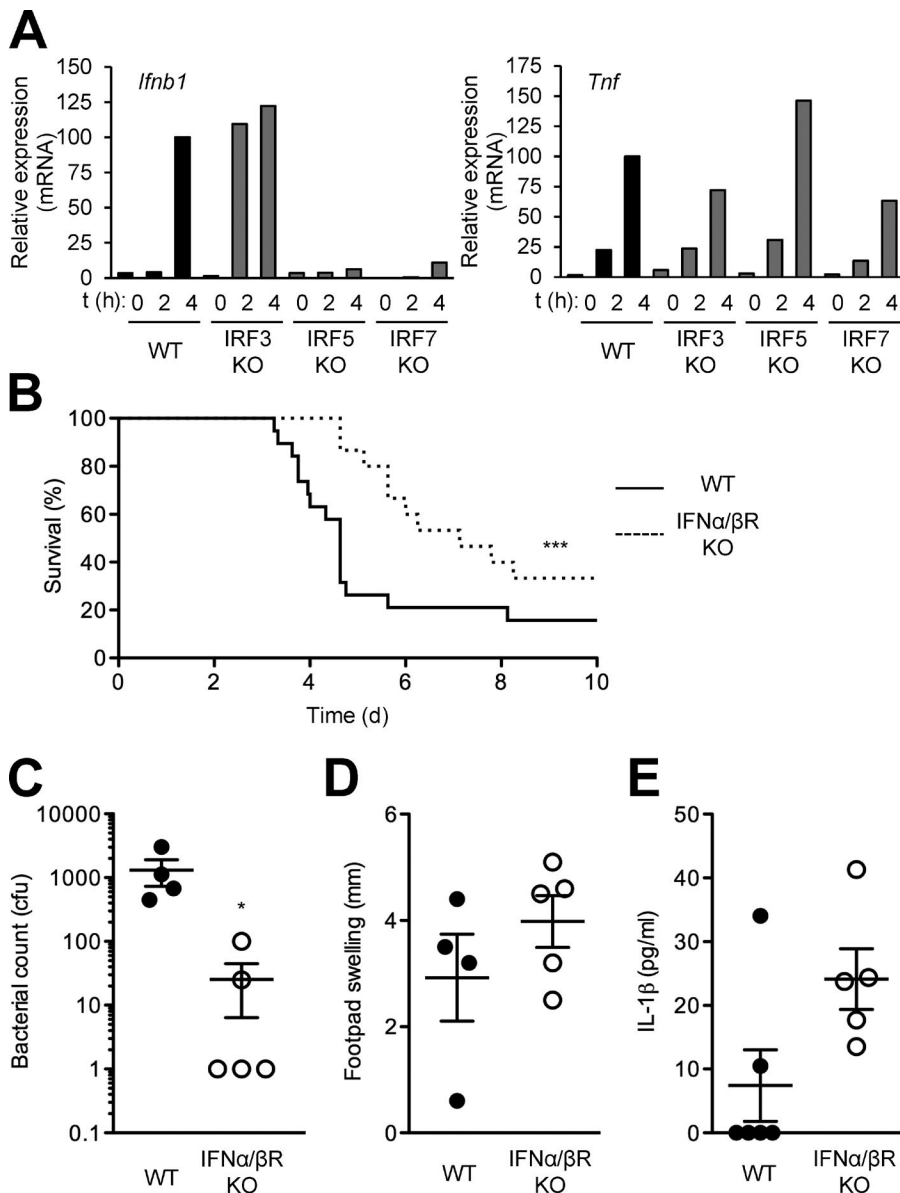 A
Ifnb1
Relative expression
(mRNA)
150
125
100
75
50
25
0
t (h): 0 2 4 0 2 4 0 2 4 0 2 4
WT
IRF3
KO
IRF5
KO
IRF7
KO
Tnf
Relative expression
(mRNA)
175
150
125
100
75
50
25
0
t (h): 0 2 4 0 2 4 0 2 4 0 2 4
WT
IRF3
KO
IRF5
KO
IRF7
KO
B
Survival (%)
100
80
60
40
20
0
0 2 4 6 8 10
Time (d)
***
WT
IFNα/βR
KO
C
Bacterial count (cfu)
10000
1000
100
10
1
0.1
*
WT
IFNα/βR
KO
D
Footpad swelling (mm)
6
4
2
0
WT
IFNα/βR
KO
E
IL-1β (pg/ml)
50
40
30
20
10
0
WT
IFNα/βR
KO